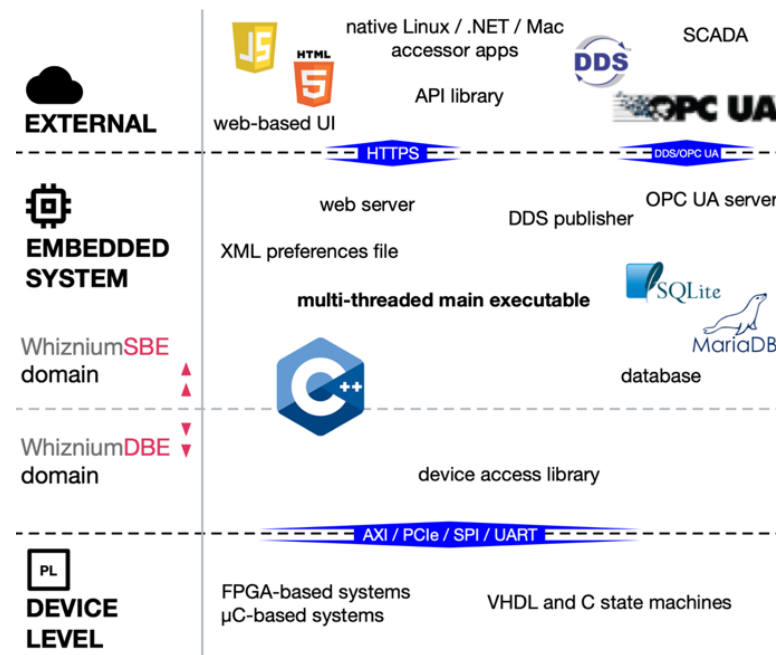 JS
HTML
5
native Linux / .NET / Mac
accessor apps
DDS
SCADA
API library
OPC UA
EXTERNAL
web-based UI
HTTPS
DDS/OPC UA
web server
OPC UA server
DDS publisher
EMBEDDED
SYSTEM
XML preferences file
SQLite
multi-threaded main executable
MariaDB
WhizniumSBE
domain
C++
database
WhizniumDBE
domain
device access library
AXI / PCIe / SPI / UART
PL
DEVICE
LEVEL
FPGA-based systems
µC-based systems
VHDL and C state machines